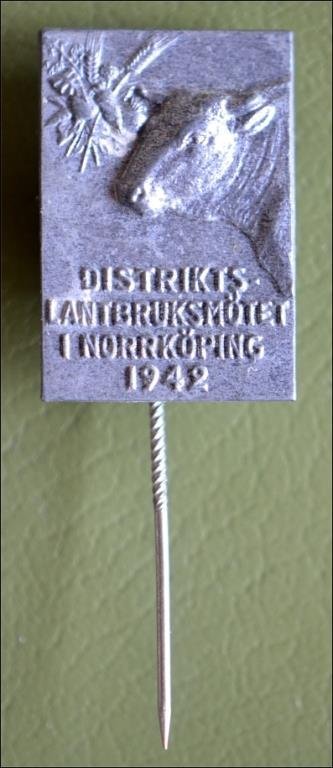 DISTRIKTS-
LANTBRUKSMÖTET
I NORRKÖPING
1942